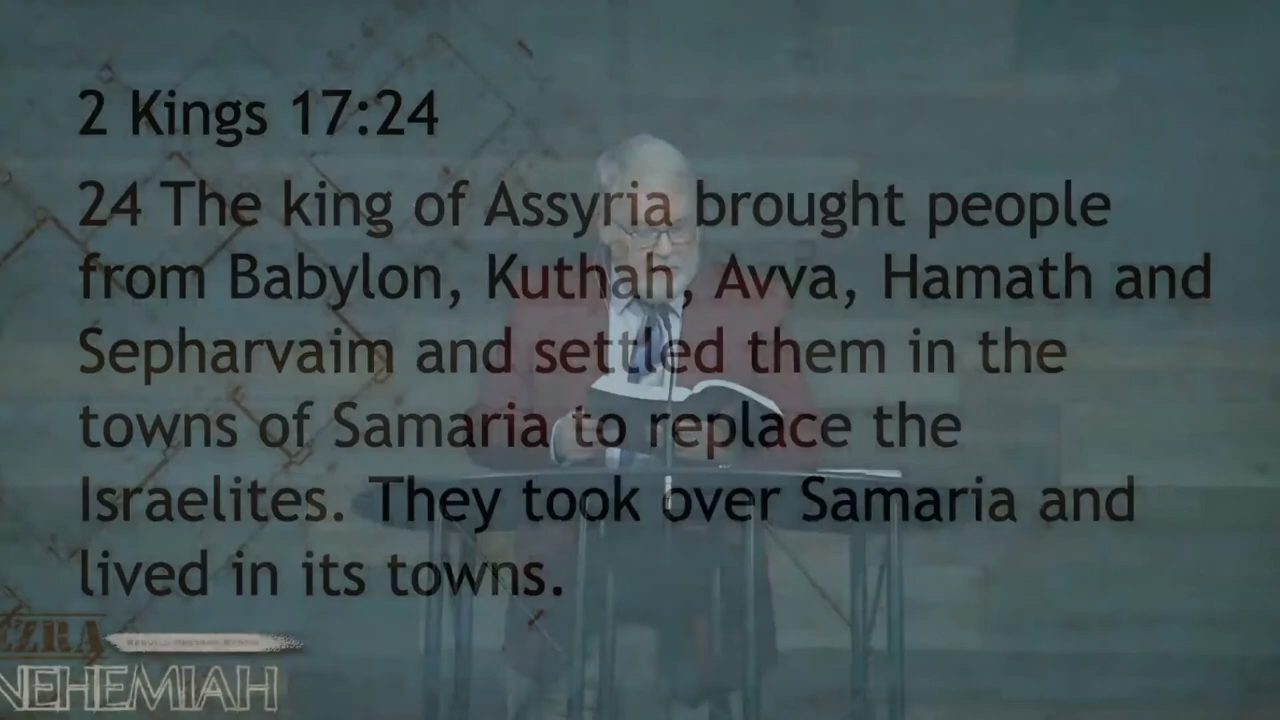 2 Kings 17:24
24 The king of Assyria brought people
from Babylon, Kuthah, Avva, Hamath and
Sepharvaim and settled them in the
towns of Samaria to replace the
Israelites. They took over Samaria and
lived in its towns.
EZRA
NEHEMIAH